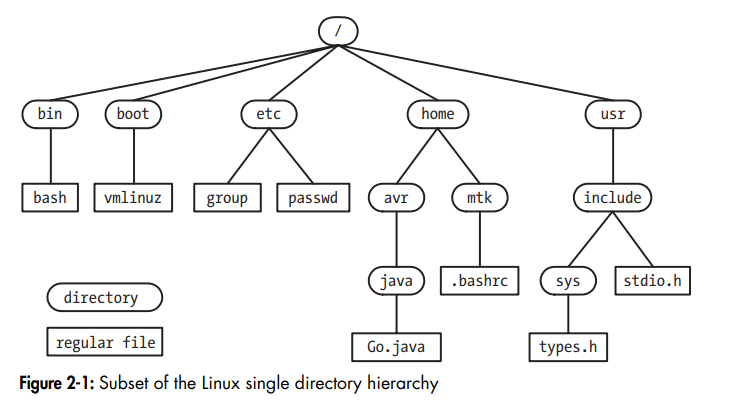 /
bin boot etc home usr
bash vmlinuz group passwd avr mtk include
directory java .bashrc sys stdio.h
regular file Go.java types.h
Figure 2-1: Subset of the Linux single directory hierarchy